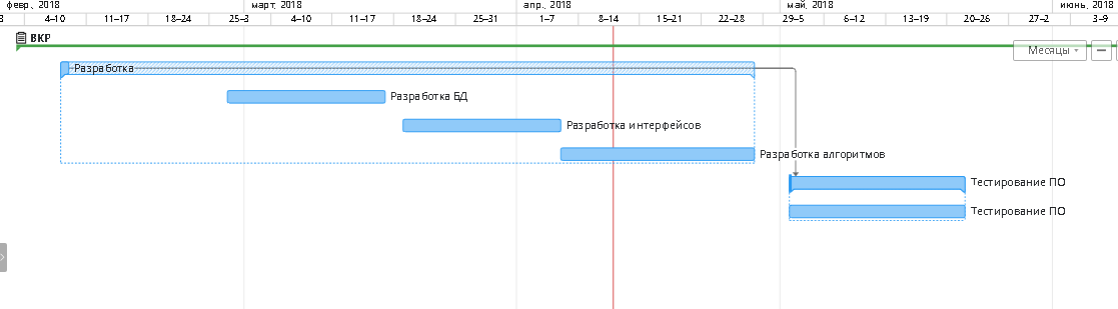 февр., 2018 март, 2018 апр., 2018 май, 2018 июнь, 2018
4–10 11–17 18–24 25–3 4–10 11–17 18–24 25–31 1–7 8–14 15–21 22–28 29–5 6–12 13–19 20–26 27–2 3–9
ВКР
Месяцы
Разработка
Разработка БД
Разработка интерфейсов
Разработка алгоритмов
Тестирование ПО
Тестирование ПО